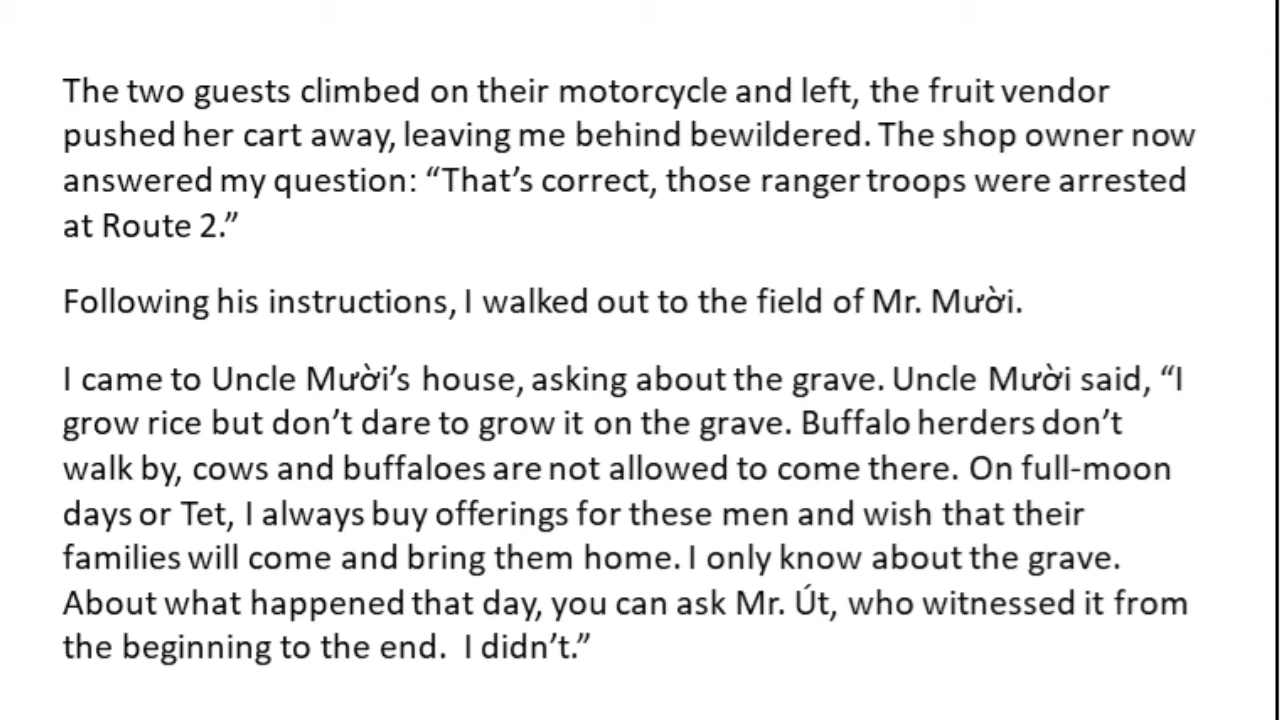 The two guests climbed on their motorcycle and left, the fruit vendor
pushed her cart away, leaving me behind bewildered. The shop owner now
answered my question: “That’s correct, those ranger troops were arrested
at Route 2.”
Following his instructions, I walked out to the field of Mr. Mười.
I came to Uncle Mười’s house, asking about the grave. Uncle Mười said, “I
grow rice but don’t dare to grow it on the grave. Buffalo herders don’t
walk by, cows and buffaloes are not allowed to come there. On full-moon
days or Tet, I always buy offerings for these men and wish that their
families will come and bring them home. I only know about the grave.
About what happened that day, you can ask Mr. Út, who witnessed it from
the beginning to the end.  I didn’t.”